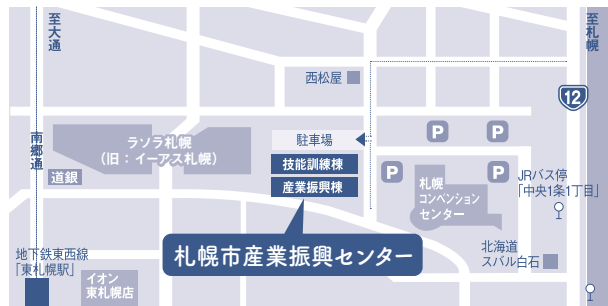 至大通
至札幌
西松屋
12
南郷通
ラソラ札幌
(旧：イーアス札幌)
駐車場
P
P
技能訓練棟
産業振興棟
P
P
道銀
札幌
コンベンション
センター
JRバス停
「中央1条1丁目」
札幌市産業振興センター
地下鉄東西線
「東札幌駅」
イオン
東札幌店
北海道
スバル白石